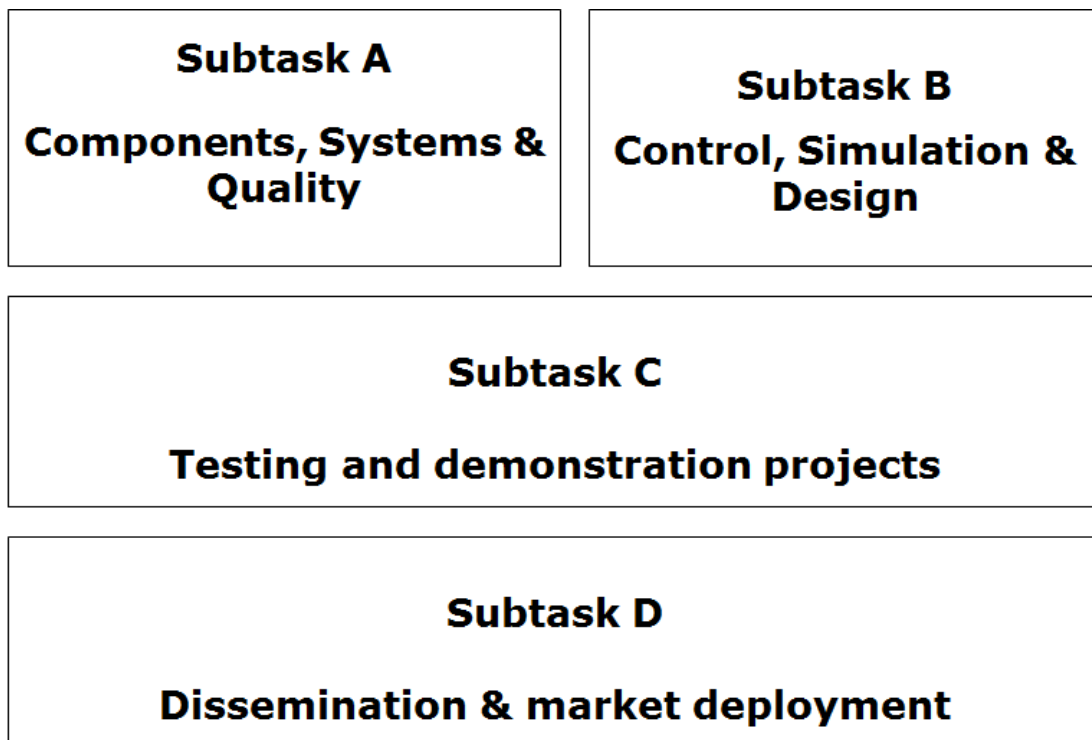 Subtask A
Components, Systems &
Quality
Subtask B
Control, Simulation &
Design
Subtask C
Testing and demonstration projects
Subtask D
Dissemination & market deployment